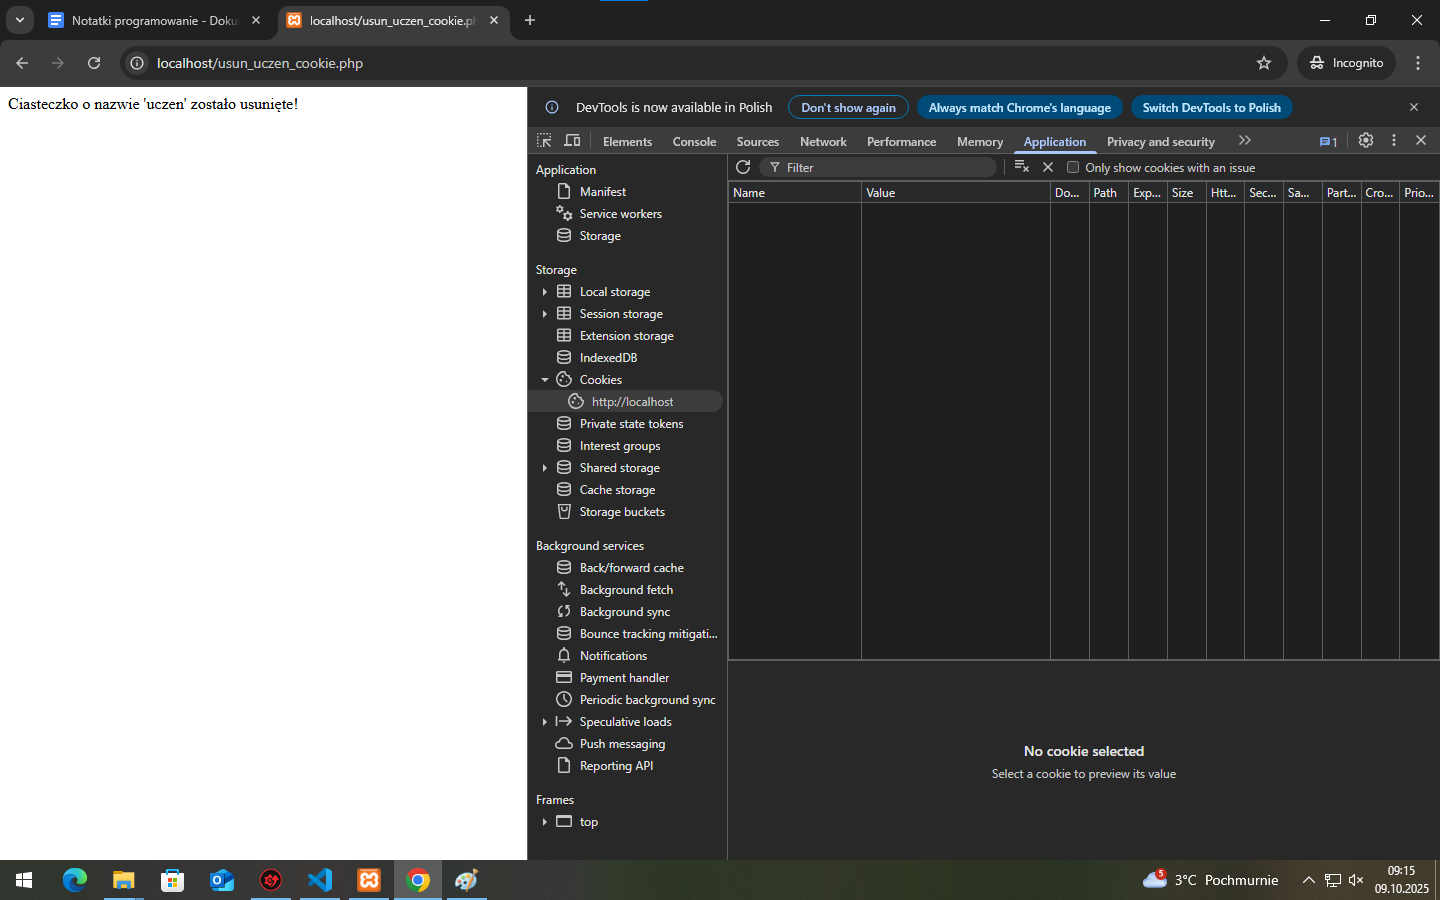 Notatki programowanie - Doku
localhost/usun_uczen_cookie.ph
localhost/usun_uczen_cookie.php
Incognito
Ciasteczko o nazwie 'uczen' zostało usunięte!
DevTools is now available in Polish
Don't show again
Always match Chrome's language
Switch DevTools to Polish
Elements
Console
Sources
Network
Performance
Memory
Application
Privacy and security
1
Filter
Only show cookies with an issue
Name
Value
Do...
Path
Exp...
Size
Htt...
Sec...
Sa...
Part...
Cro...
Prio...
Application
Manifest
Service workers
Storage
Storage
Local storage
Session storage
Extension storage
IndexedDB
Cookies
http://localhost
Private state tokens
Interest groups
Shared storage
Cache storage
Storage buckets
Background services
Back/forward cache
Background fetch
Background sync
Bounce tracking mitigati...
Notifications
Payment handler
Periodic background sync
Speculative loads
Push messaging
Reporting API
Frames
top
No cookie selected
Select a cookie to preview its value
5
3°C Pochmurnie
09:15
09.10.2025